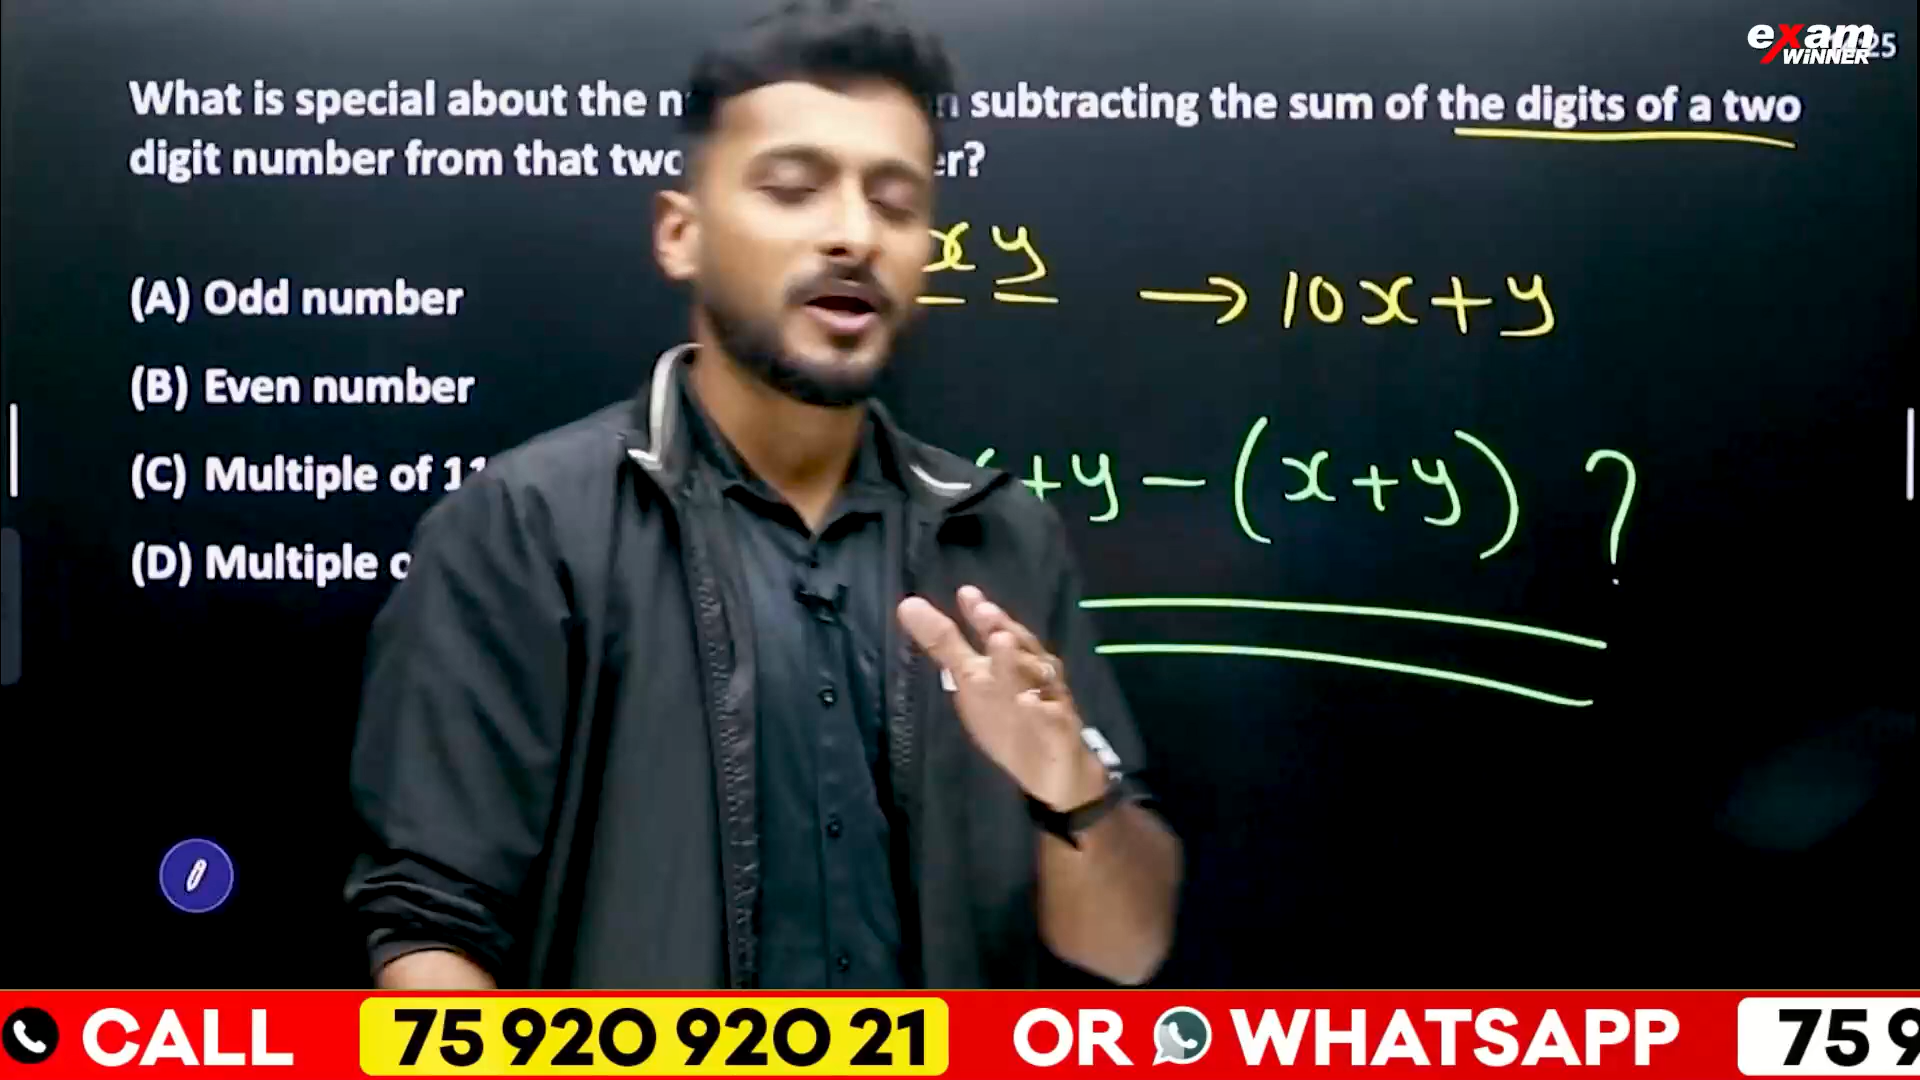 exam
WiNNER
25
What is special about the subtracting the sum of the digits of a two
digit number from that two
(A) Odd number
xy → 10x+y
(B) Even number
(C) Multiple of 11
+y-(x+y) ?
(D) Multiple
CALL 75 920 920 21 OR WHATSAPP 75 9